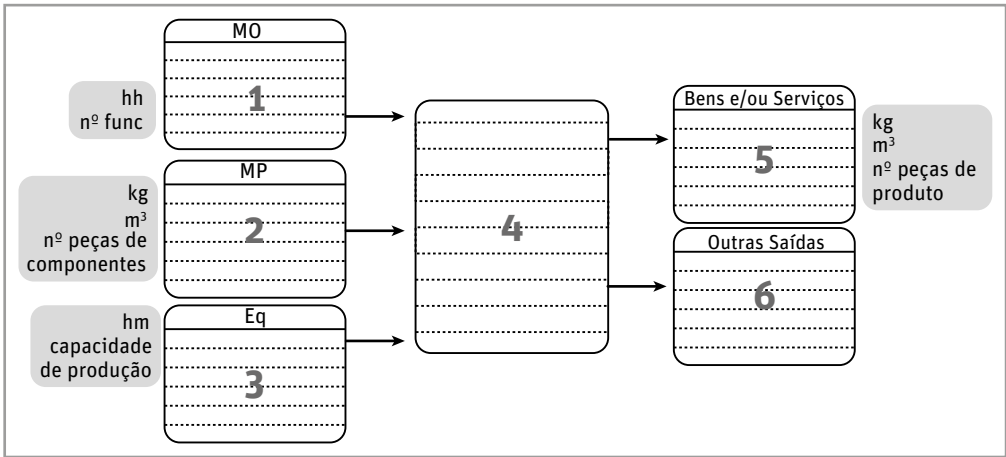 MO
1
hh
nº func
MP
2
kg
m³
nº peças de
componentes
Eq
3
hm
capacidade
de produção
4
Bens e/ou Serviços
5
kg
m³
nº peças de
produto
Outras Saídas
6